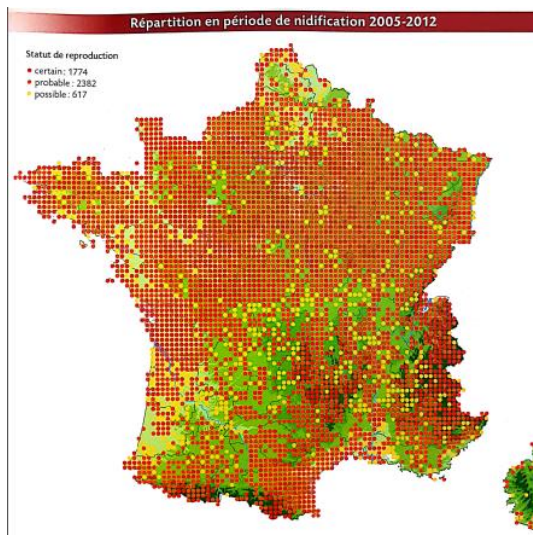 Répartition en période de nidification 2005-2012
Statut de reproduction
certain : 1774
probable : 2382
possible : 617